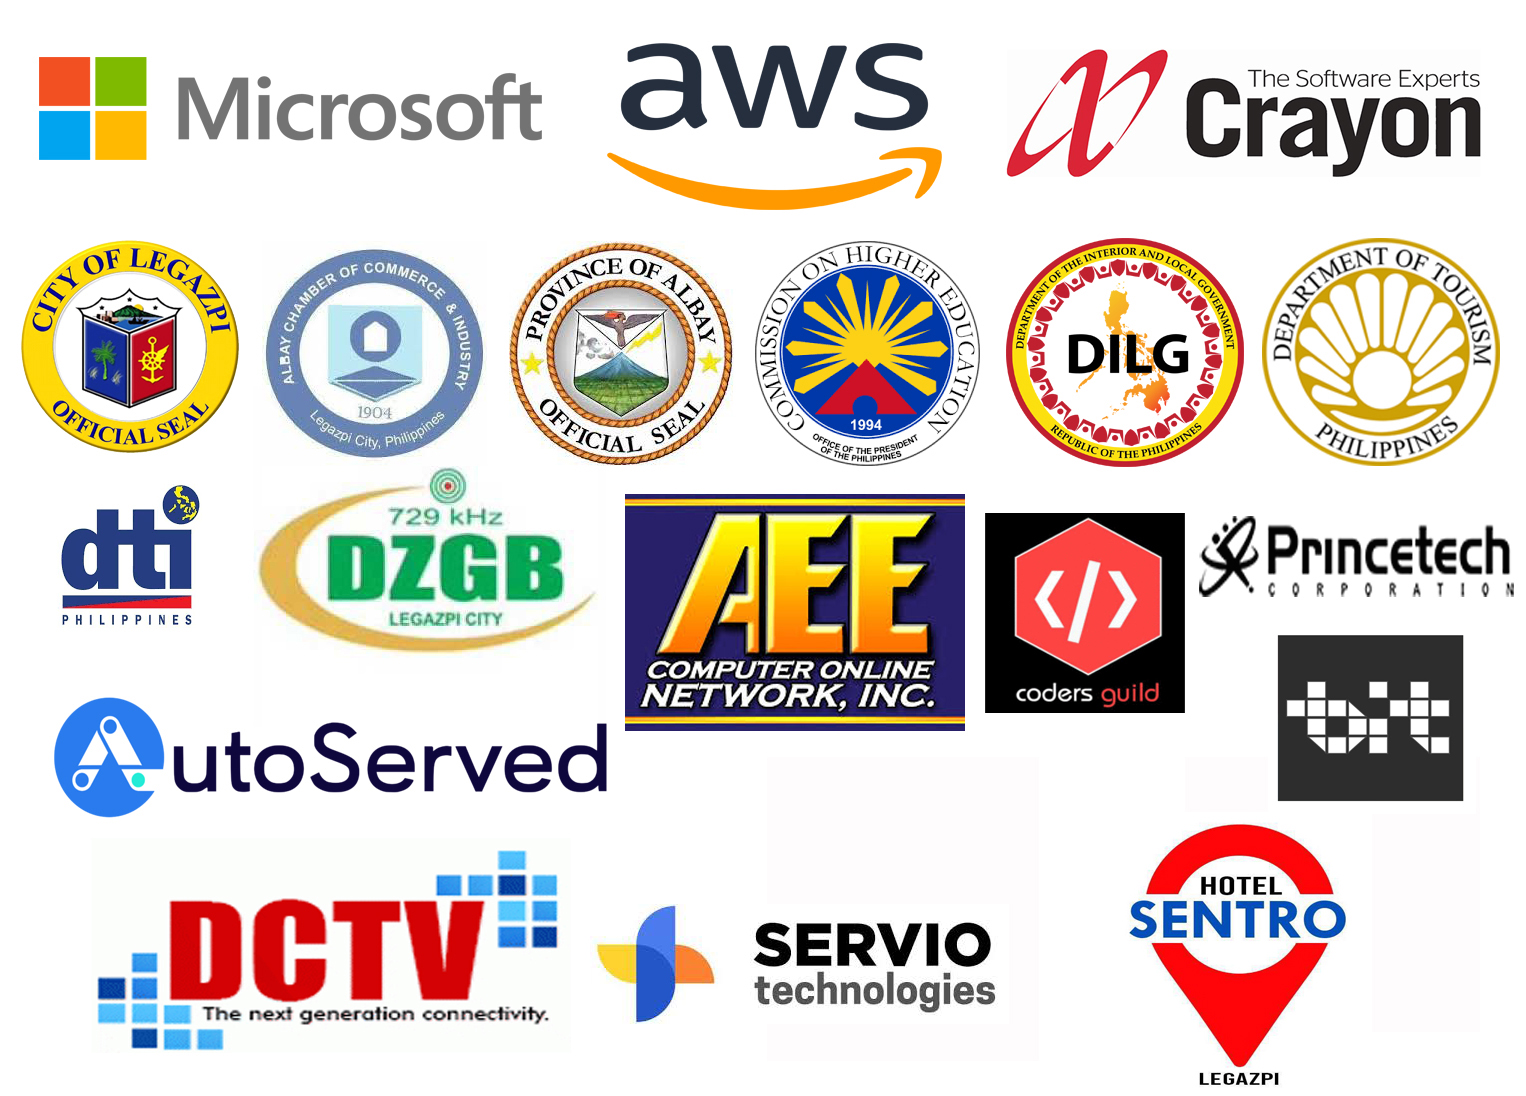 Microsoft
aws
The Software Experts
Crayon
CITY OF LEGAZPI
OFFICIAL SEAL
ALBAY CHAMBER OF COMMERCE & INDUSTRY
1904
Legazpi City, Philippines
PROVINCE OF ALBAY
OFFICIAL SEAL
COMMISSION ON HIGHER EDUCATION
1994
OFFICE OF THE PRESIDENT
OF THE PHILIPPINES
DEPARTMENT OF THE INTERIOR AND LOCAL GOVERNMENT
DILG
REPUBLIC OF THE PHILIPPINES
DEPARTMENT OF TOURISM
PHILIPPINES
dti
PHILIPPINES
729 kHz
DZGB
LEGAZPI CITY
AEE
COMPUTER ONLINE
NETWORK, INC.
</>
coders guild
Princetech
CORPORATION
bit
AutoServed
DCTV
The next generation connectivity.
SERVIO
technologies
HOTEL
SENTRO
LEGAZPI